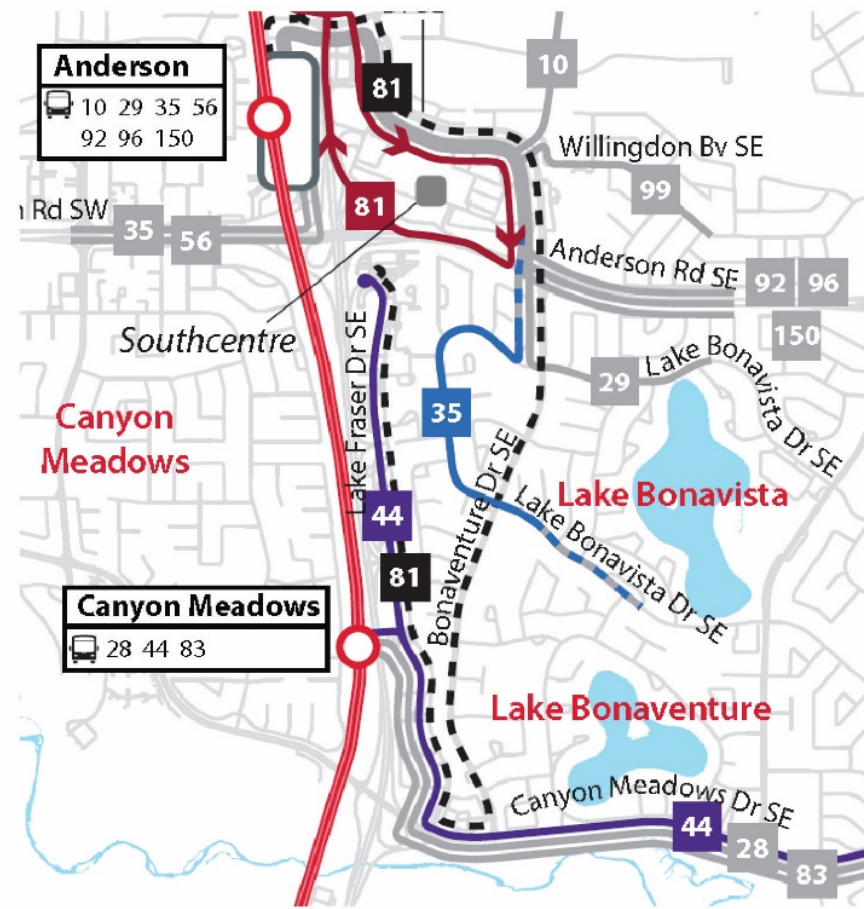 Anderson
10 29 35 56
92 96 150
81
10
Willingdon Bv SE
99
81
Rd SW
35
56
Anderson Rd SE
92
96
150
Southcentre
Lake Fraser Dr SE
29
Lake Bonavista Dr SE
35
Canyon
Meadows
Bonaventure Dr SE
Lake Bonavista
Lake Bonavista Dr SE
44
81
Canyon Meadows
28 44 83
Lake Bonaventure
Canyon Meadows Dr SE
44
28
83